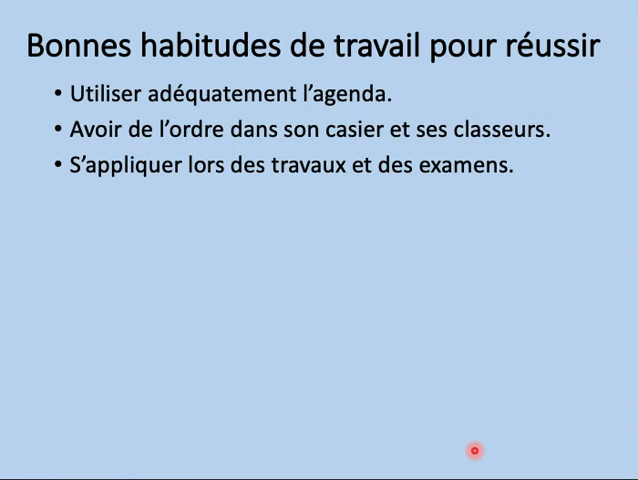 Bonnes habitudes de travail pour réussir
• Utiliser adéquatement l’agenda.
• Avoir de l’ordre dans son casier et ses classeurs.
• S’appliquer lors des travaux et des examens.